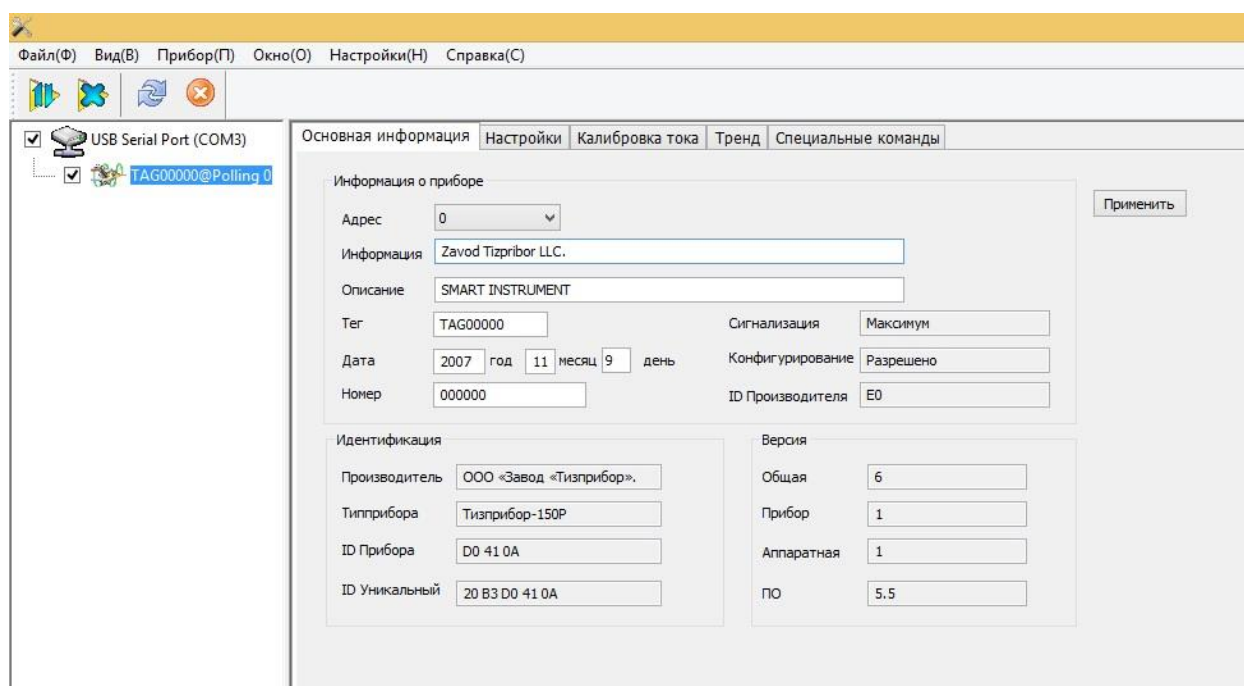 Файл(Ф) Вид(В) Прибор(П) Окно(О) Настройки(Н) Справка(С)
USB Serial Port (COM3)
TAG00000@Polling 0
Основная информация Настройки Калибровка тока Тренд Специальные команды
Информация о приборе
Применить
Адрес 0
Информация Zavod Tizpribor LLC.
Описание SMART INSTRUMENT
Тег TAG00000 Сигнализация Максимум
Дата 2007 год 11 месяц 9 день Конфигурирование Разрешено
Номер 000000 ID Производителя E0
Идентификация
Производитель ООО «Завод «Тизприбор».
Типприбора Тизприбор-150Р
ID Прибора D0 41 0A
ID Уникальный 20 B3 D0 41 0A
Версия
Общая 6
Прибор 1
Аппаратная 1
ПО 5.5